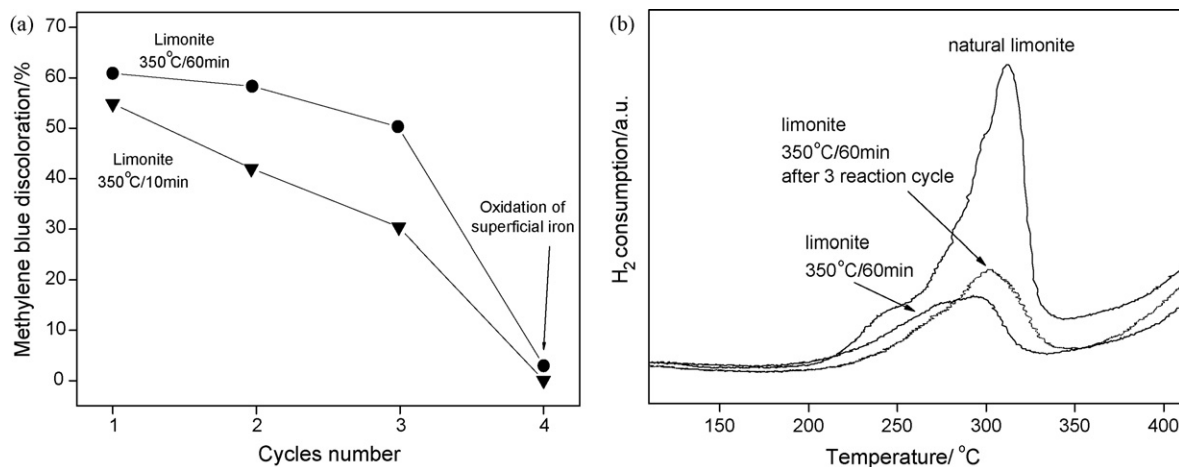 (a)
70
60
50
40
30
20
10
0
Methylene blue discoloration/%
Limonite
350°C/60min
Limonite
350°C/10min
Oxidation of
superficial iron
1 2 3 4
Cycles number
(b)
H2 consumption/a.u.
natural limonite
limonite
350°C/60min
after 3 reaction cycle
limonite
350°C/60min
150 200 250 300 350 400
Temperature/ °C